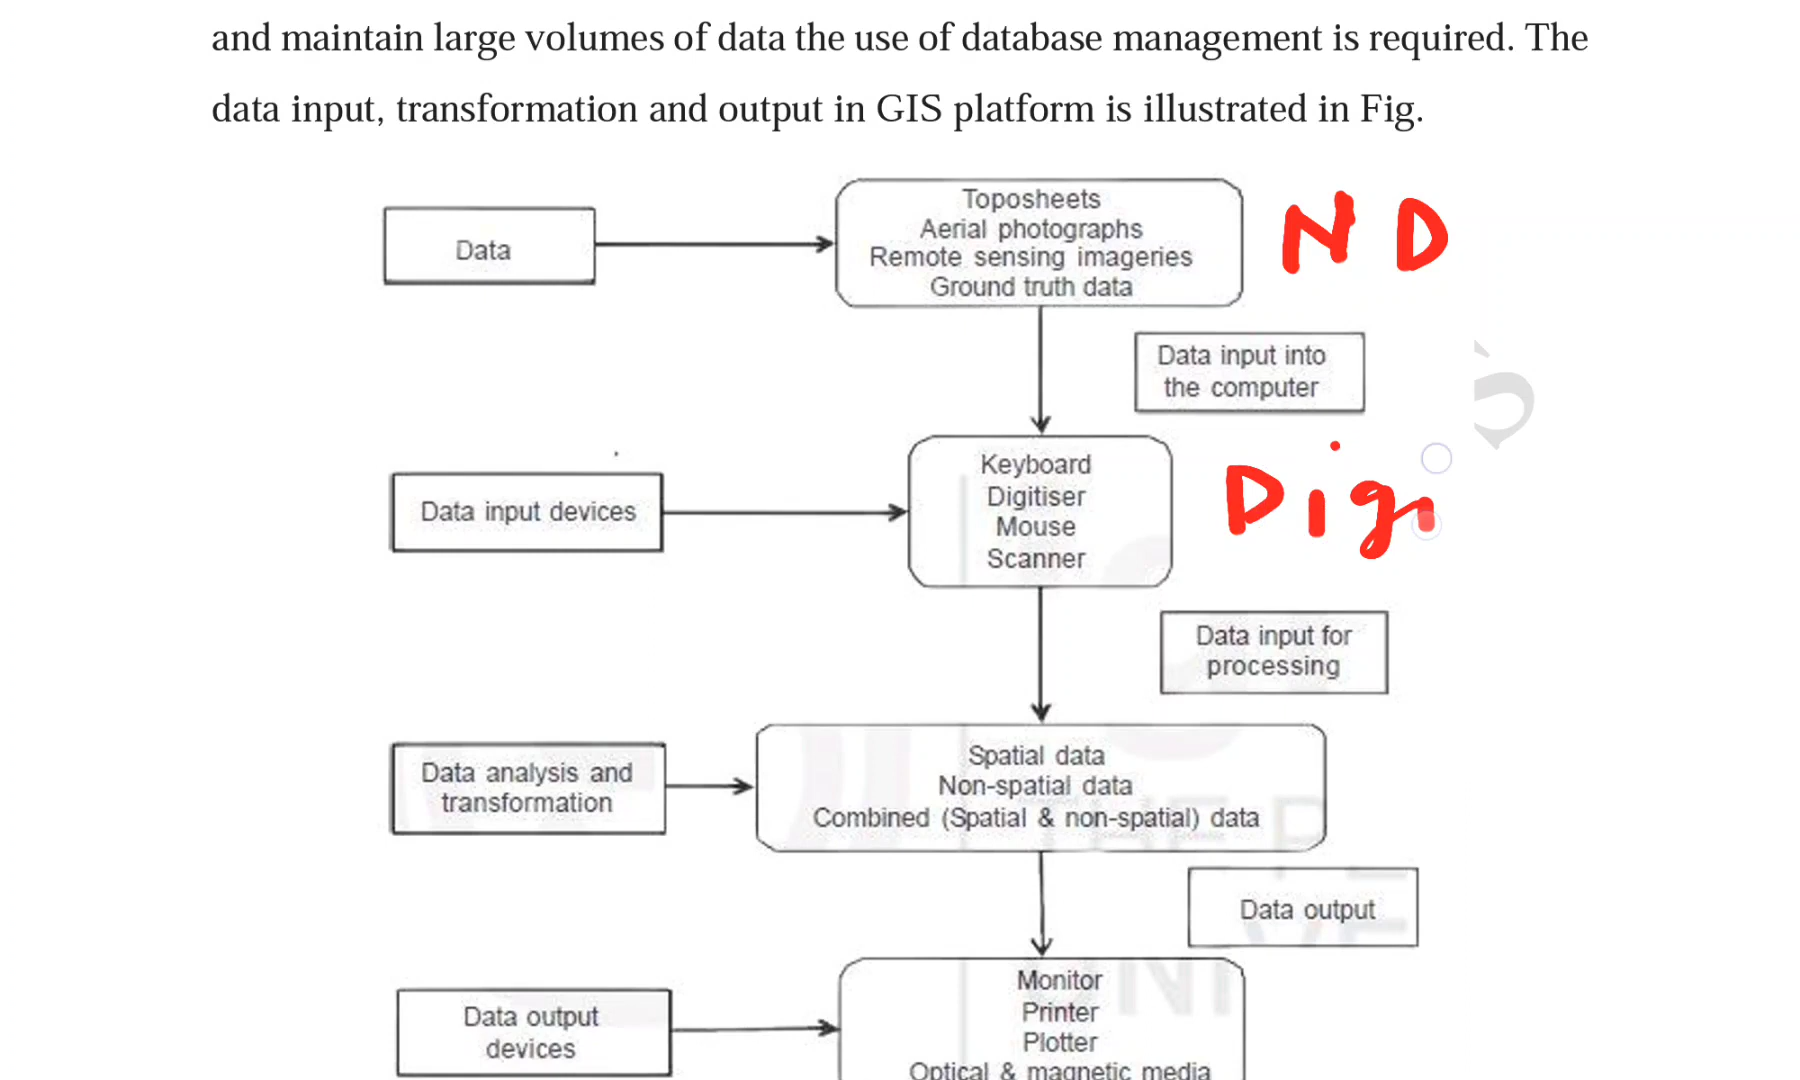 and maintain large volumes of data the use of database management is required. The
data input, transformation and output in GIS platform is illustrated in Fig.
Data
Toposheets
Aerial photographs
Remote sensing imageries
Ground truth data
N D
Data input into
the computer
Data input devices
Keyboard
Digitiser
Mouse
Scanner
Digi
Data input for
processing
Data analysis and
transformation
Spatial data
Non-spatial data
Combined (Spatial & non-spatial) data
Data output
Data output
devices
Monitor
Printer
Plotter
Optical & magnetic media